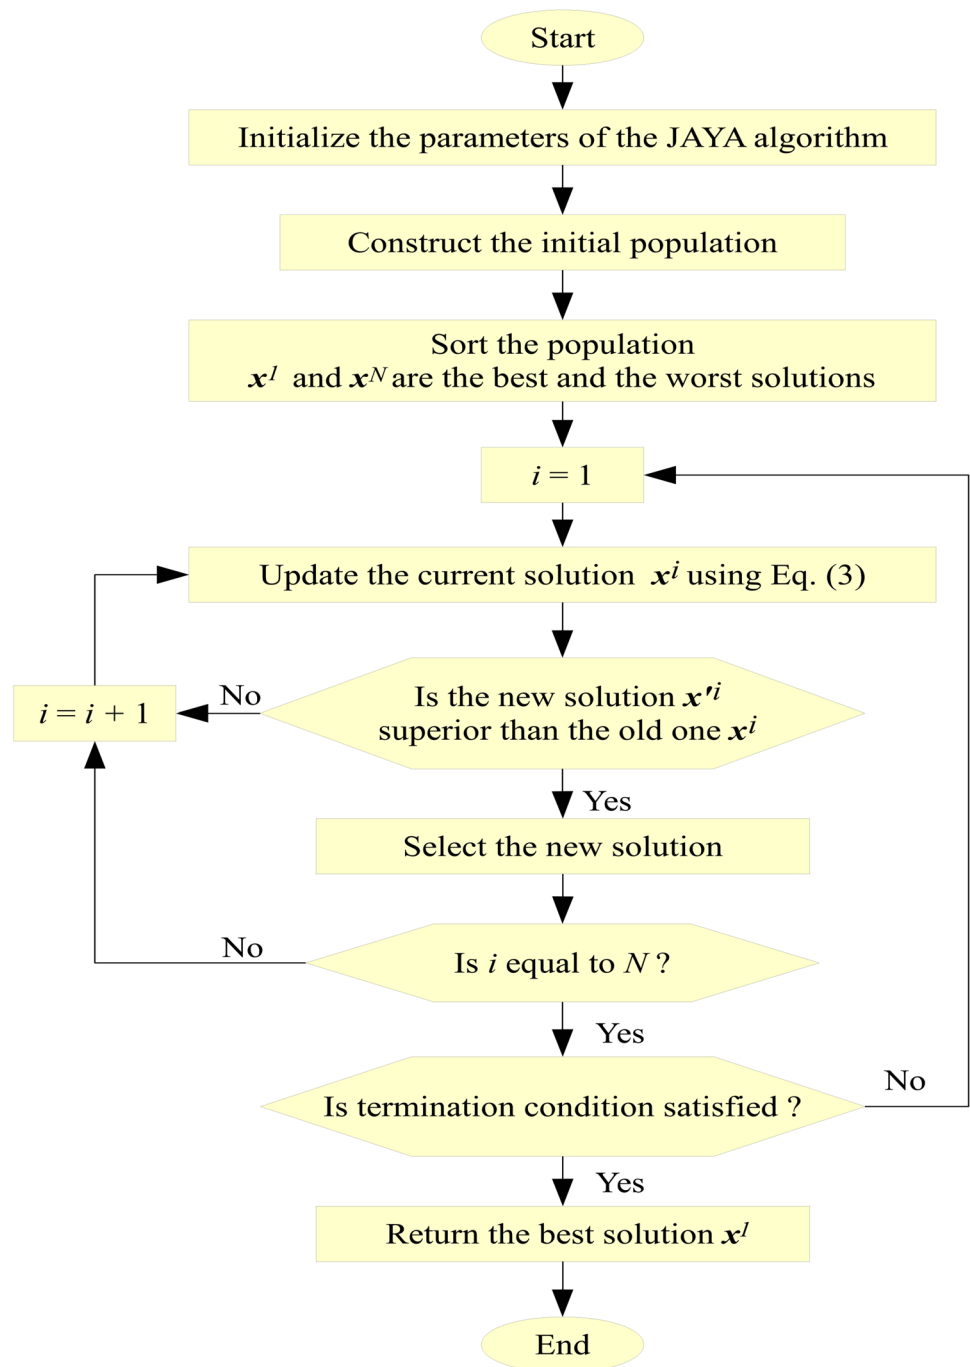 Start
Initialize the parameters of the JAYA algorithm
Construct the initial population
Sort the population
x¹ and xᴺ are the best and the worst solutions
i = 1
Update the current solution xⁱ using Eq. (3)
No
Is the new solution x′ⁱ
i = i + 1
superior than the old one xⁱ
Yes
Select the new solution
No
Is i equal to N ?
Yes
No
Is termination condition satisfied ?
Yes
Return the best solution x¹
End